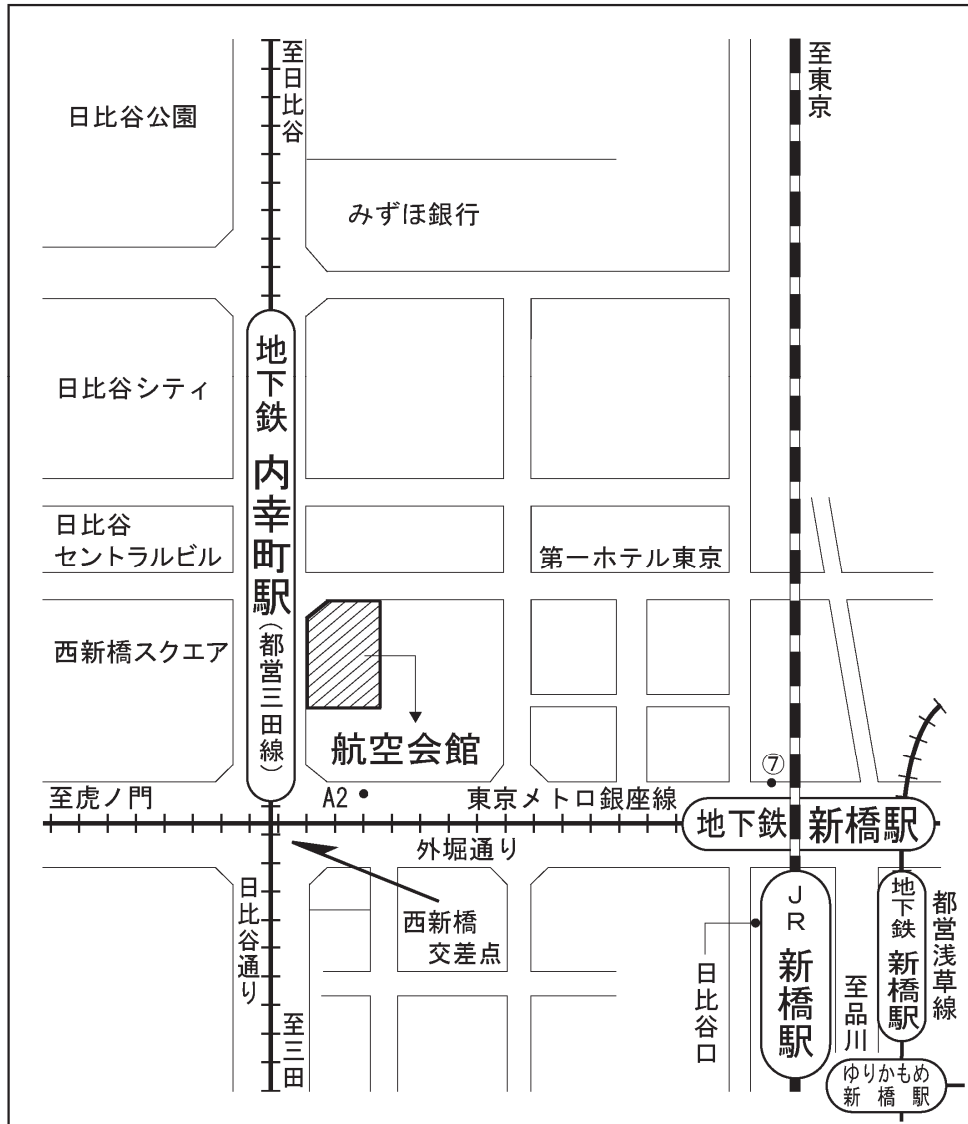 至日比谷
至東京
日比谷公園
みずほ銀行
地下鉄 内幸町駅(都営三田線)
日比谷シティ
日比谷
セントラルビル
第一ホテル東京
西新橋スクエア
航空会館
⑦
至虎ノ門
A2
東京メトロ銀座線
地下鉄 新橋駅
外堀通り
日比谷通り
西新橋
交差点
JR 新橋駅
地下鉄 新橋駅
都営浅草線
日比谷口
至品川
至三田
ゆりかもめ
新橋駅